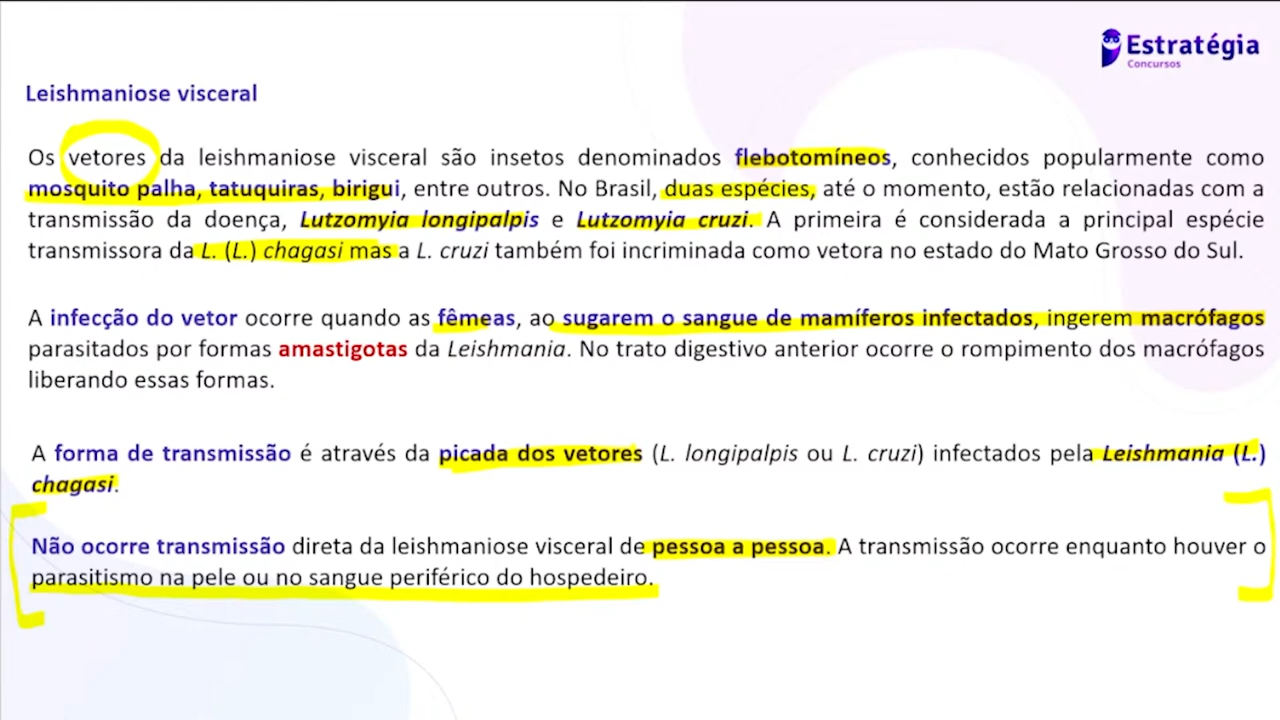 Estratégia
Concursos
Leishmaniose visceral
Os vetores da leishmaniose visceral são insetos denominados flebotomíneos, conhecidos popularmente como
mosquito palha, tatuquiras, birigui, entre outros. No Brasil, duas espécies, até o momento, estão relacionadas com a
transmissão da doença, Lutzomyia longipalpis e Lutzomyia cruzi. A primeira é considerada a principal espécie
transmissora da L. (L.) chagasi mas a L. cruzi também foi incriminada como vetora no estado do Mato Grosso do Sul.
A infecção do vetor ocorre quando as fêmeas, ao sugarem o sangue de mamíferos infectados, ingerem macrófagos
parasitados por formas amastigotas da Leishmania. No trato digestivo anterior ocorre o rompimento dos macrófagos
liberando essas formas.
A forma de transmissão é através da picada dos vetores (L. longipalpis ou L. cruzi) infectados pela Leishmania (L.)
chagasi.
Não ocorre transmissão direta da leishmaniose visceral de pessoa a pessoa. A transmissão ocorre enquanto houver o
parasitismo na pele ou no sangue periférico do hospedeiro.